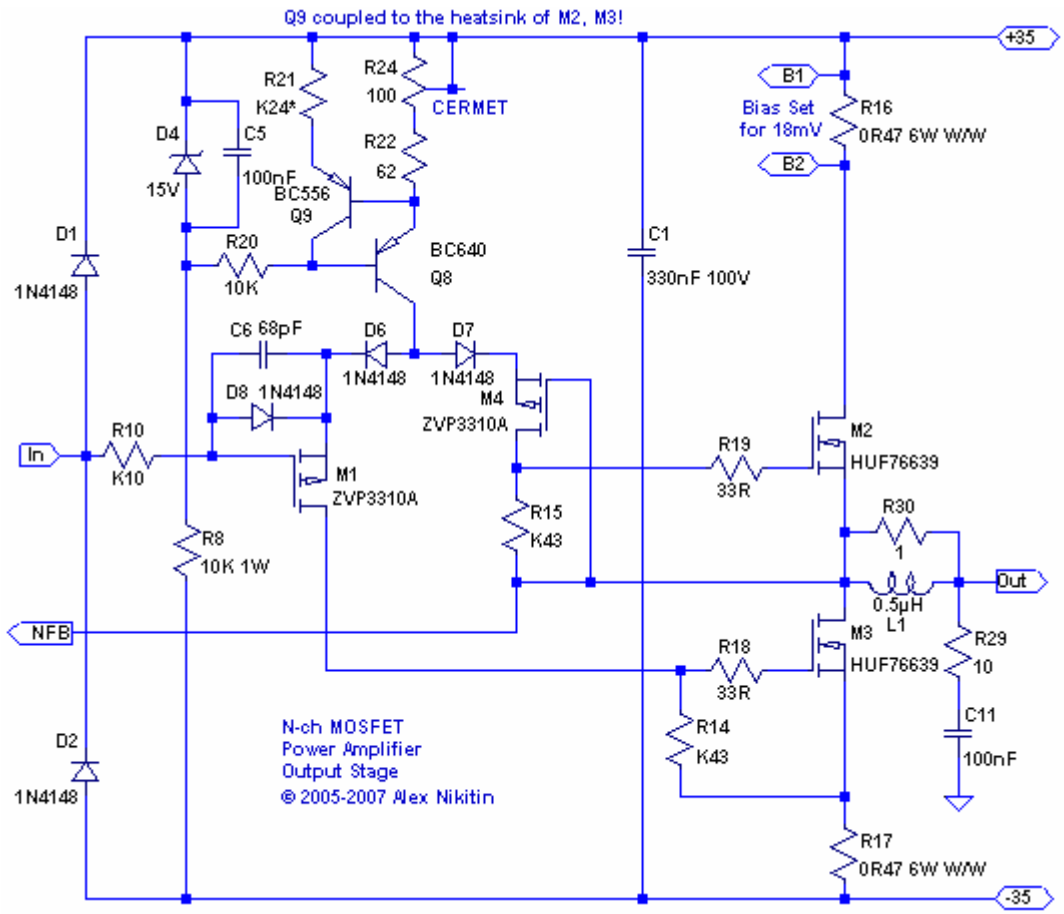 Q9 coupled to the heatsink of M2, M3!
+35
B1
R21
K24*
R24
100
CERMET
Bias Set
for 18mV
R16
0R47 6W W/W
D4
15V
C5
100nF
R22
62
B2
BC556
Q9
D1
1N4148
R20
10K
BC640
Q8
C1
330nF 100V
C6 68pF
D6
1N4148
D7
1N4148
D8 1N4148
M4
ZVP3310A
In
R10
K10
M1
ZVP3310A
R19
33R
M2
HUF76639
R15
K43
R30
1
R8
10K 1W
Out
0.5µH
L1
NFB
R18
33R
M3
HUF76639
R29
10
R14
K43
C11
100nF
D2
1N4148
N-ch MOSFET
Power Amplifier
Output Stage
© 2005-2007 Alex Nikitin
R17
0R47 6W W/W
-35